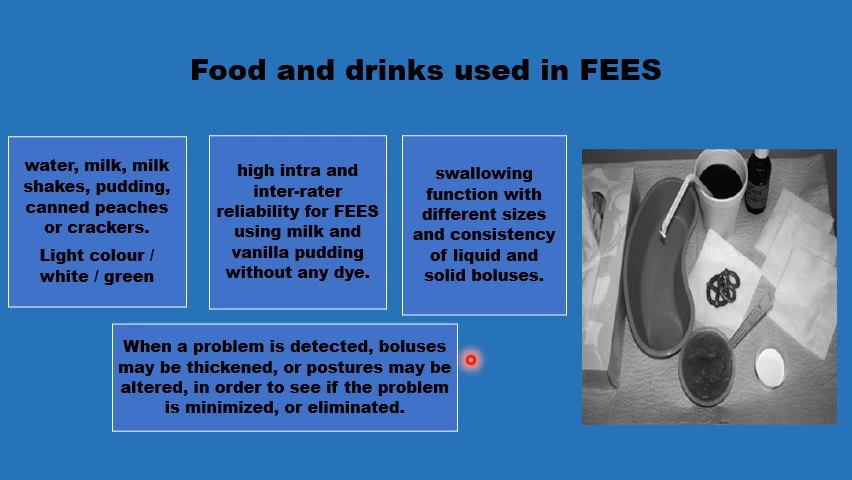 Food and drinks used in FEES
water, milk, milk
shakes, pudding,
canned peaches
or crackers.
Light colour /
white / green
high intra and
inter-rater
reliability for FEES
using milk and
vanilla pudding
without any dye.
swallowing
function with
different sizes
and consistency
of liquid and
solid boluses.
When a problem is detected, boluses
may be thickened, or postures may be
altered, in order to see if the problem
is minimized, or eliminated.